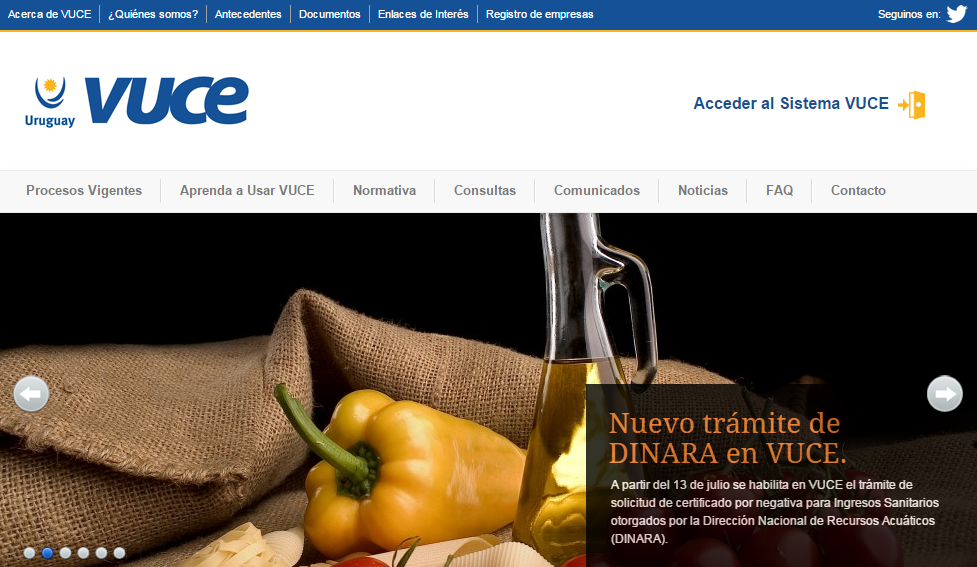 Acerca de VUCE
¿Quiénes somos?
Antecedentes
Documentos
Enlaces de Interés
Registro de empresas
Seguinos en:
Uruguay
vuce
Acceder al Sistema VUCE
Procesos Vigentes
Aprenda a Usar VUCE
Normativa
Consultas
Comunicados
Noticias
FAQ
Contacto
Nuevo trámite de
DINARA en VUCE.
A partir del 13 de julio se habilita en VUCE el trámite de
solicitud de certificado por negativa para Ingresos Sanitarios
otorgados por la Dirección Nacional de Recursos Acuáticos
(DINARA).